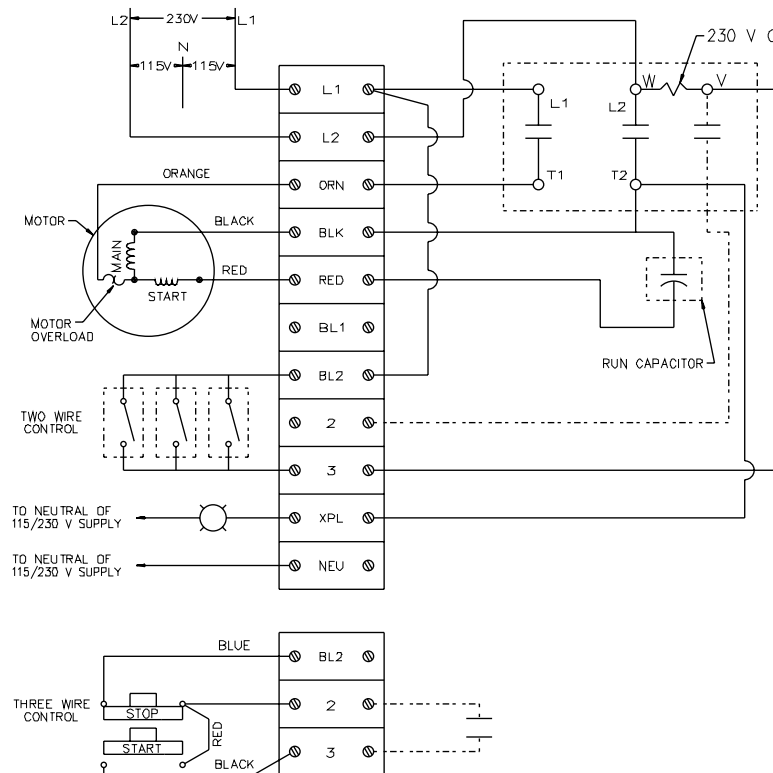 L2 230V L1
N
115V 115V
230 V C
L1
L2
ORN
BLK
RED
BL1
BL2
2
3
XPL
NEU
W
V
L1
L2
T1
T2
ORANGE
BLACK
RED
MOTOR
MAIN
START
MOTOR
OVERLOAD
RUN CAPACITOR
TWO WIRE
CONTROL
TO NEUTRAL OF
115/230 V SUPPLY
TO NEUTRAL OF
115/230 V SUPPLY
BLUE
BL2
2
3
THREE WIRE
CONTROL
STOP
START
RED
BLACK